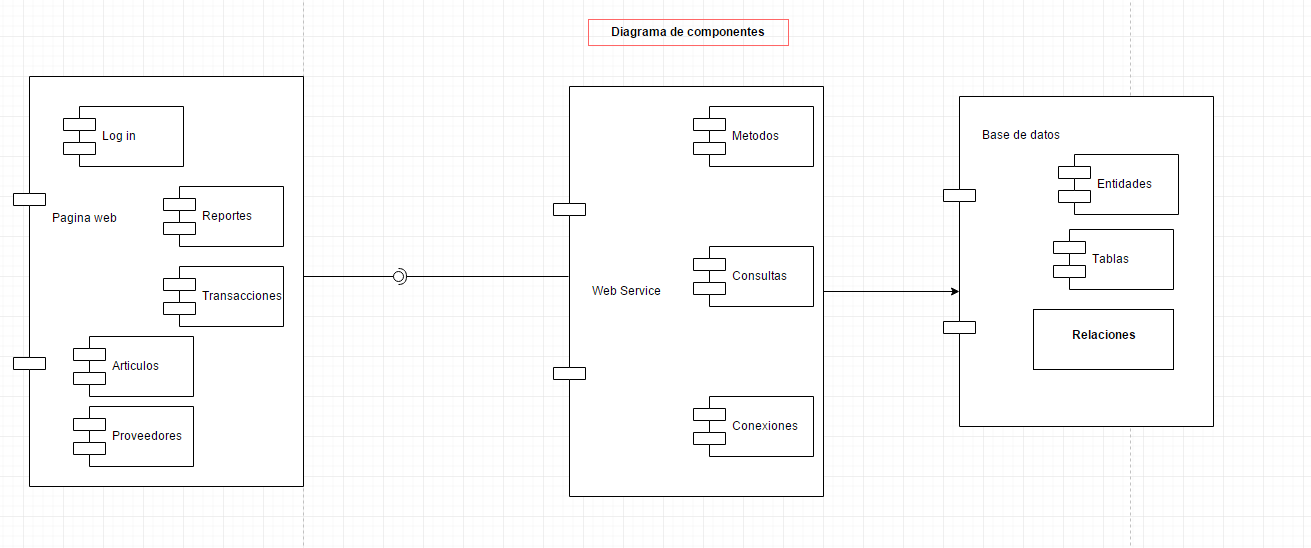 Diagrama de componentes
Log in
Pagina web
Reportes
Transacciones
Articulos
Proveedores
Metodos
Consultas
Web Service
Conexiones
Base de datos
Entidades
Tablas
Relaciones